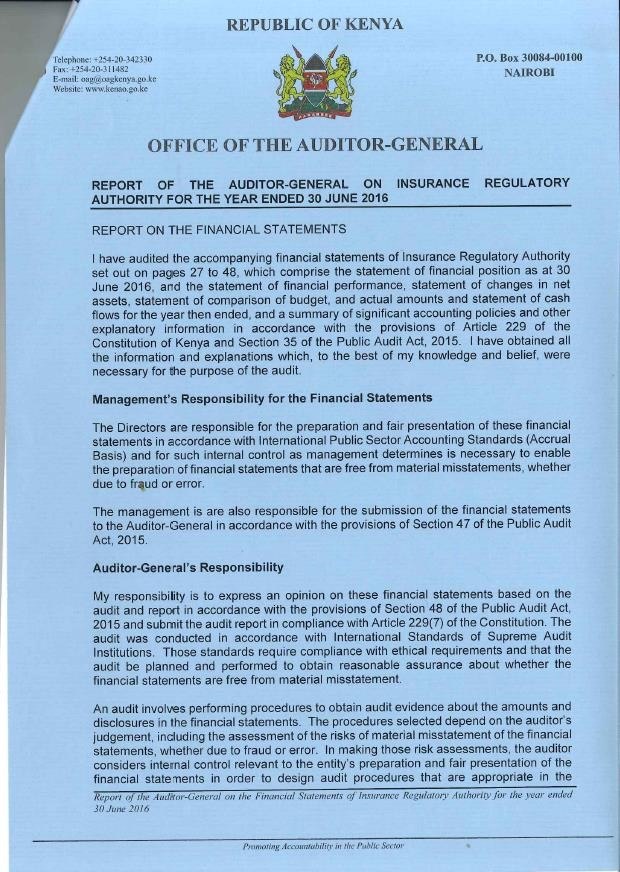 REPUBLIC OF KENYA
Telephone: +254-20-342330
Fax: +254-20-311482
E-mail: oag@oagkenya.go.ke
Website: www.kenao.go.ke
P.O. Box 30084-00100
NAIROBI
HARAMBEE
OFFICE OF THE AUDITOR-GENERAL
REPORT OF THE AUDITOR-GENERAL ON INSURANCE REGULATORY
AUTHORITY FOR THE YEAR ENDED 30 JUNE 2016
REPORT ON THE FINANCIAL STATEMENTS
I have audited the accompanying financial statements of Insurance Regulatory Authority
set out on pages 27 to 48, which comprise the statement of financial position as at 30
June 2016, and the statement of financial performance, statement of changes in net
assets, statement of comparison of budget, and actual amounts and statement of cash
flows for the year then ended, and a summary of significant accounting policies and other
explanatory information in accordance with the provisions of Article 229 of the
Constitution of Kenya and Section 35 of the Public Audit Act, 2015. I have obtained all
the information and explanations which, to the best of my knowledge and belief, were
necessary for the purpose of the audit.
Management's Responsibility for the Financial Statements
The Directors are responsible for the preparation and fair presentation of these financial
statements in accordance with International Public Sector Accounting Standards (Accrual
Basis) and for such internal control as management determines is necessary to enable
the preparation of financial statements that are free from material misstatements, whether
due to fraud or error.
The management is are also responsible for the submission of the financial statements
to the Auditor-General in accordance with the provisions of Section 47 of the Public Audit
Act, 2015.
Auditor-General's Responsibility
My responsibility is to express an opinion on these financial statements based on the
audit and report in accordance with the provisions of Section 48 of the Public Audit Act,
2015 and submit the audit report in compliance with Article 229(7) of the Constitution. The
audit was conducted in accordance with International Standards of Supreme Audit
Institutions. Those standards require compliance with ethical requirements and that the
audit be planned and performed to obtain reasonable assurance about whether the
financial statements are free from material misstatement.
An audit involves performing procedures to obtain audit evidence about the amounts and
disclosures in the financial statements. The procedures selected depend on the auditor's
judgement, including the assessment of the risks of material misstatement of the financial
statements, whether due to fraud or error. In making those risk assessments, the auditor
considers internal control relevant to the entity's preparation and fair presentation of the
financial statements in order to design audit procedures that are appropriate in the
Report of the Auditor-General on the Financial Statements of Insurance Regulatory Authority for the year ended
30 June 2016
Promoting Accountability in the Public Sector